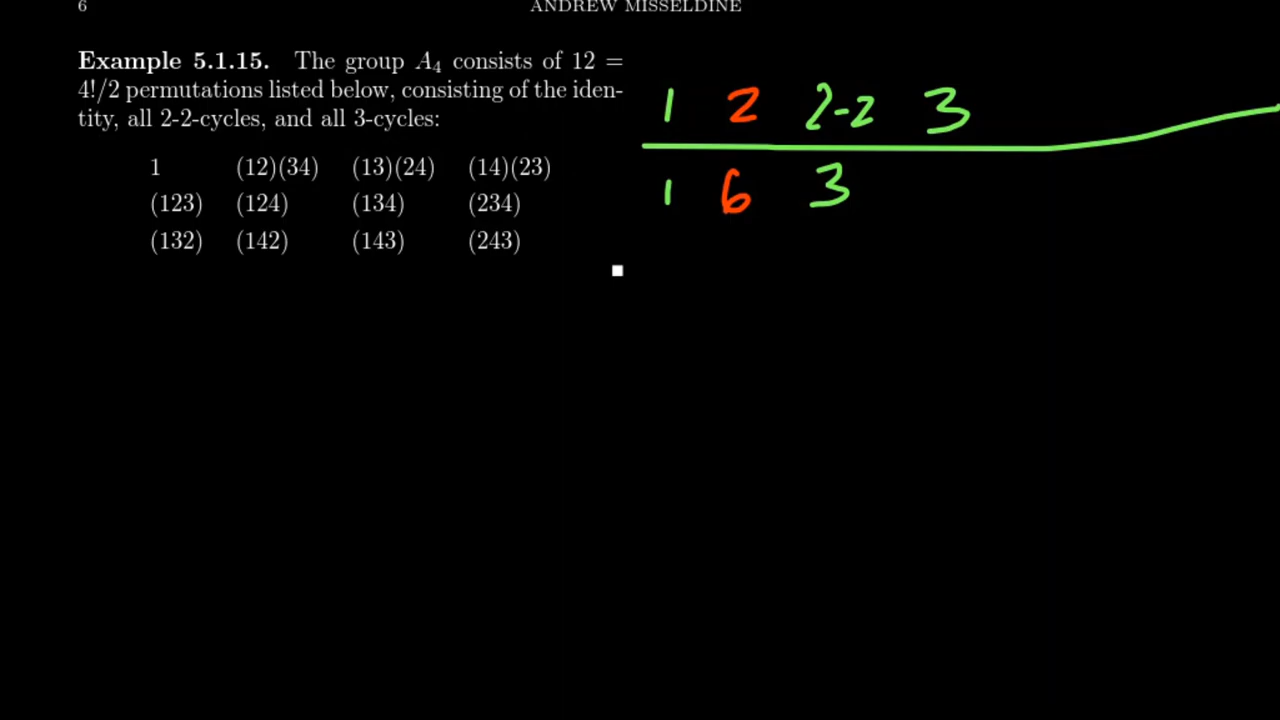 6 ANDREW MISSELDINE
Example 5.1.15. The group A₄ consists of 12 =
4!/2 permutations listed below, consisting of the iden-
tity, all 2-2-cycles, and all 3-cycles:
1 (12)(34) (13)(24) (14)(23)
(123) (124) (134) (234)
(132) (142) (143) (243)
1 2 2-2 3
1 6 3